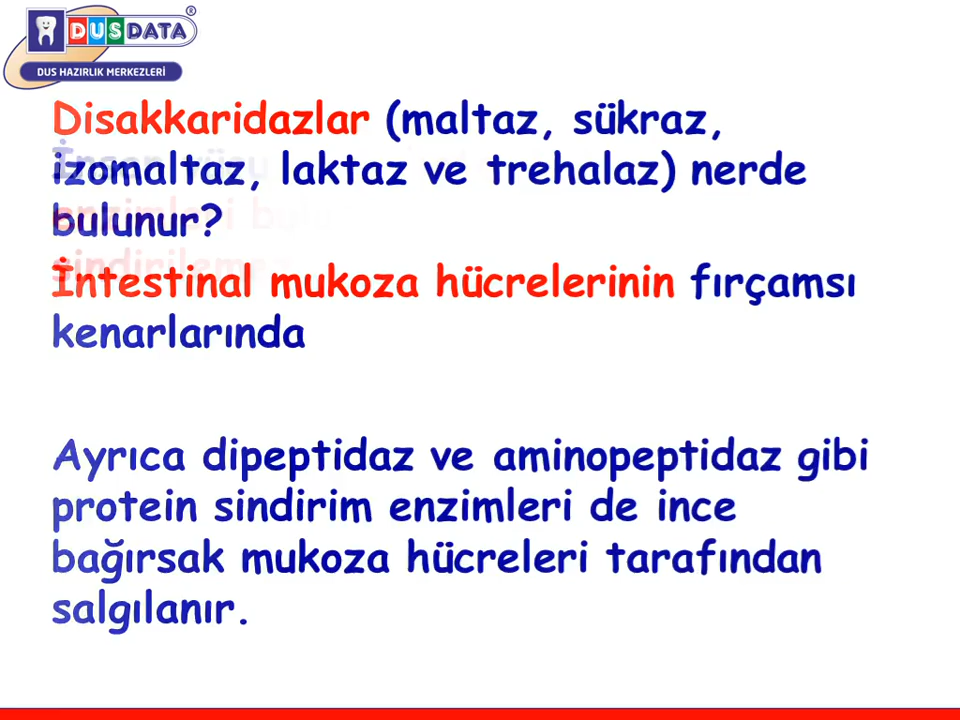 DUSDATA®
DUS HAZIRLIK MERKEZLERİ
Disakkaridazlar (maltaz, sükraz,
izomaltaz, laktaz ve trehalaz) nerde
bulunur?
İntestinal mukoza hücrelerinin fırçamsı
kenarlarında
Ayrıca dipeptidaz ve aminopeptidaz gibi
protein sindirim enzimleri de ince
bağırsak mukoza hücreleri tarafından
salgılanır.